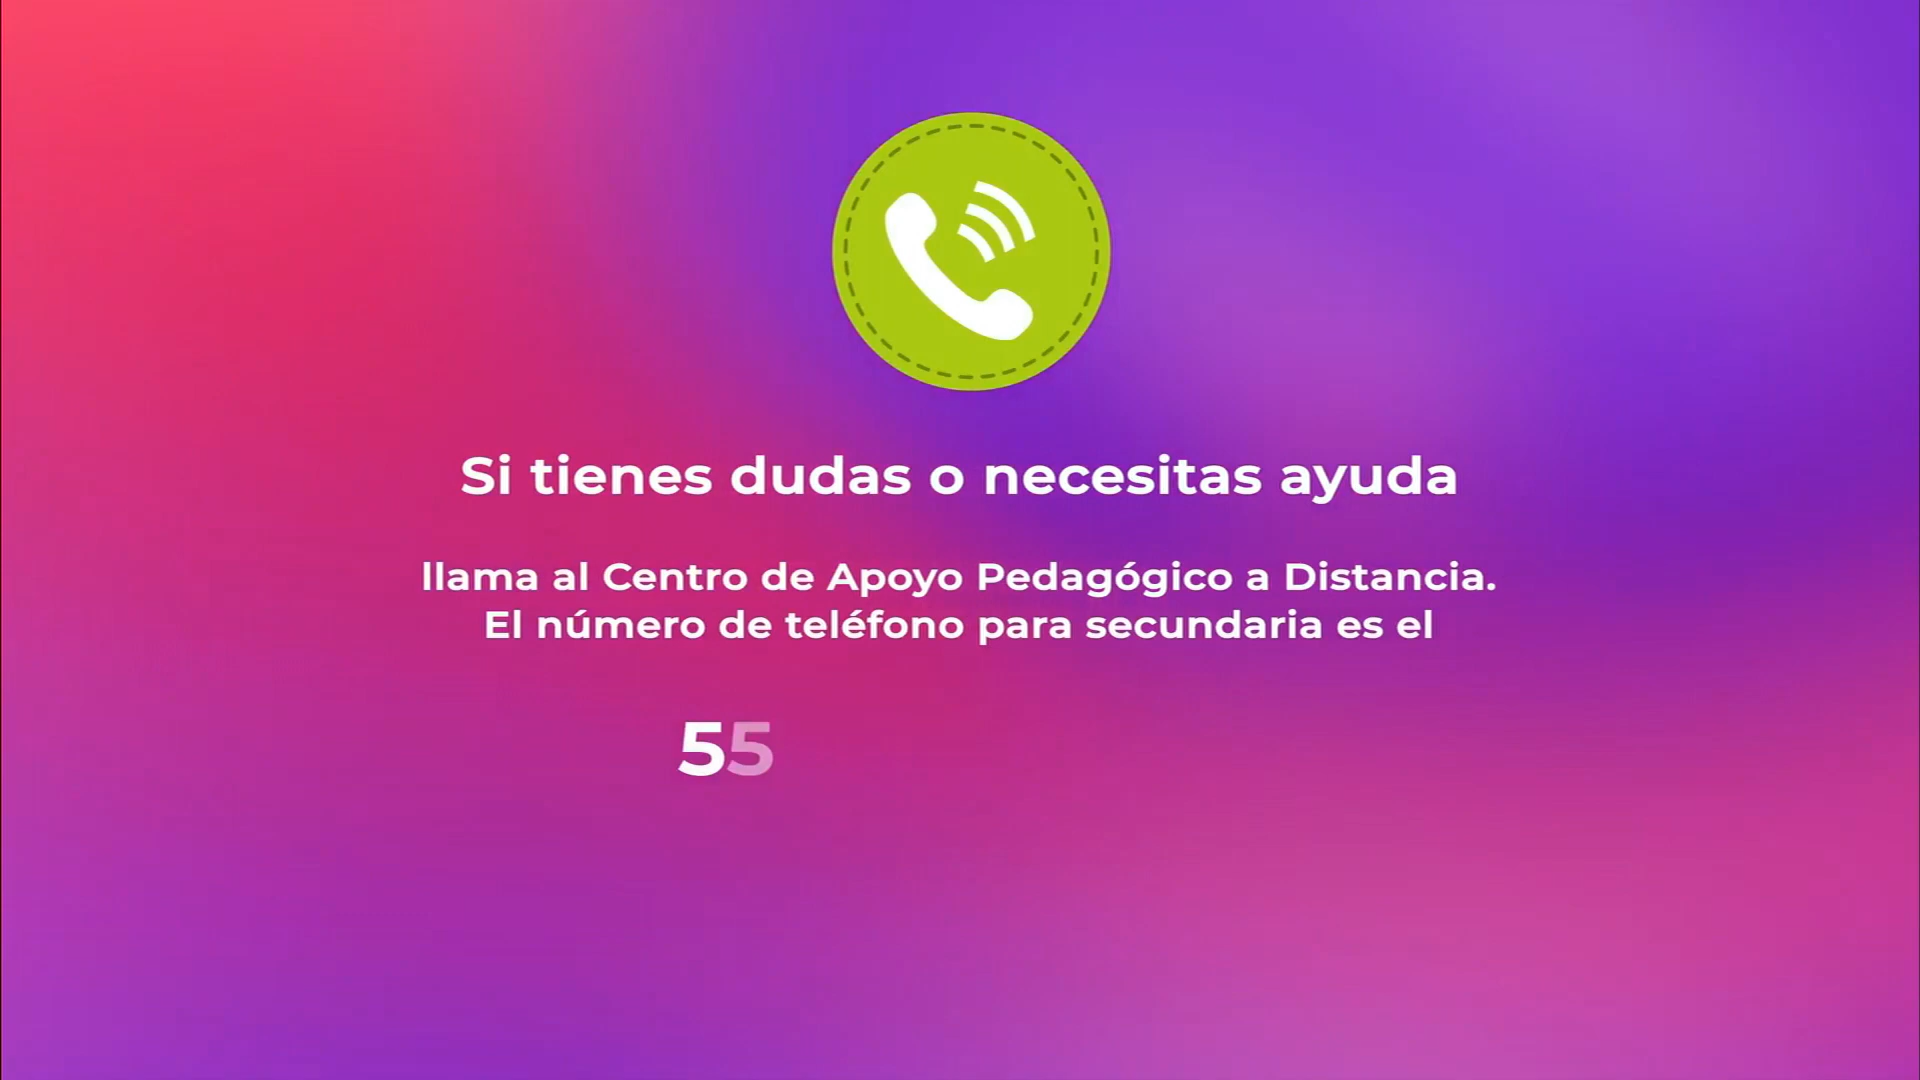 Si tienes dudas o necesitas ayuda
llama al Centro de Apoyo Pedagógico a Distancia.
El número de teléfono para secundaria es el
55